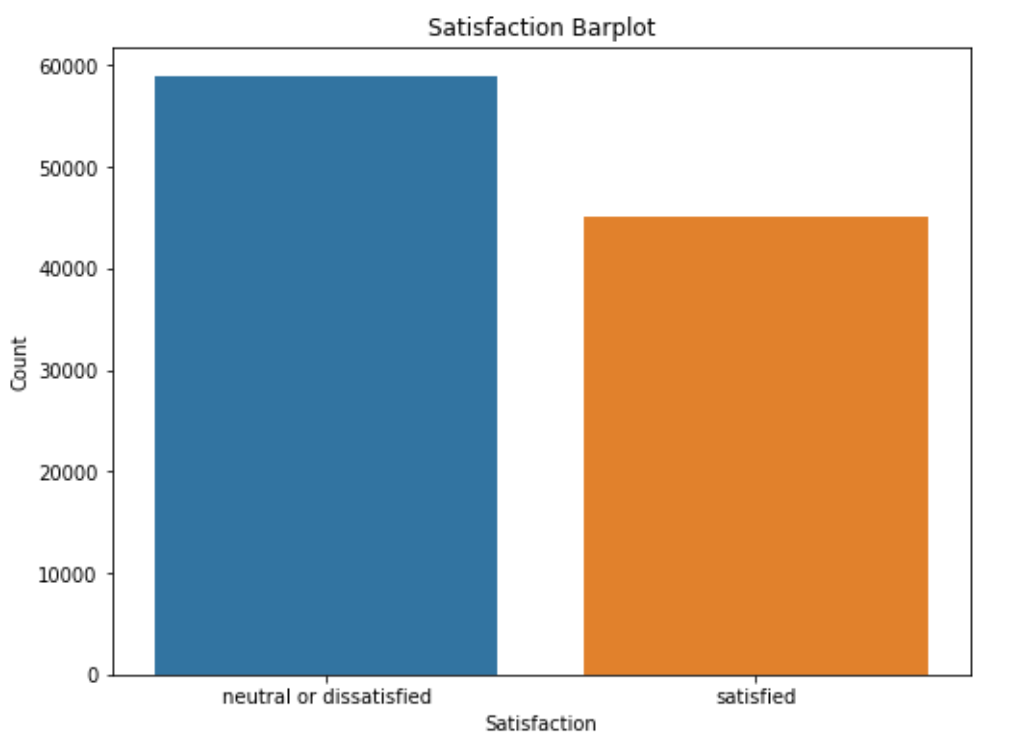 Satisfaction Barplot
60000
50000
40000
30000
20000
10000
0
Count
neutral or dissatisfied
satisfied
Satisfaction